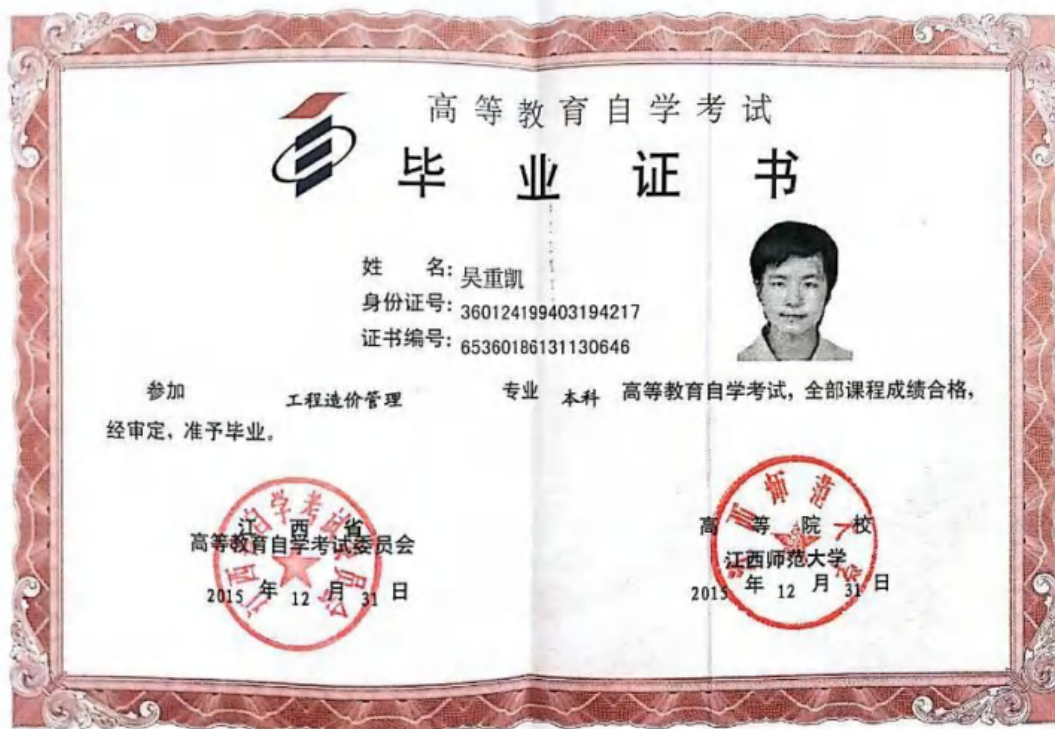 高等教育自学考试
毕业证书
姓 名: 吴重凯
身份证号: 360124199403194217
证书编号: 65360186131130646
参加 工程造价管理 专业 本科 高等教育自学考试, 全部课程成绩合格,
经审定, 准予毕业。
江西省
高等教育自学考试委员会
2015 年 12 月 31 日
高等院校
江西师范大学
2015 年 12 月 31 日